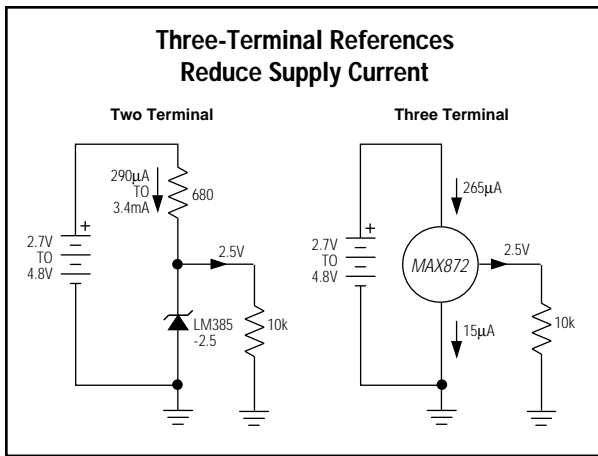 Three-Terminal References
Reduce Supply Current
Two Terminal
290µA
TO
3.4mA
680
+
2.7V
TO
4.8V
2.5V
LM385
-2.5
10k
Three Terminal
265µA
+
2.7V
TO
4.8V
MAX872
2.5V
15µA
10k